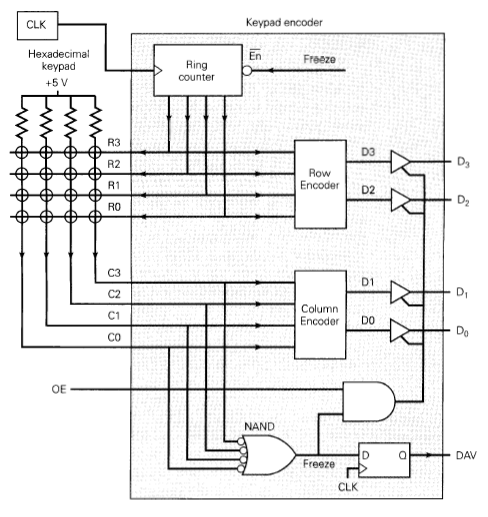 Keypad encoder
CLK
Hexadecimal
keypad
+5 V
Ring
counter
En
Freeze
R3
R2
R1
R0
Row
Encoder
D3
D2
D3
D2
C3
C2
C1
C0
Column
Encoder
D1
D0
D1
D0
OE
NAND
Freeze
D Q
CLK
DAV